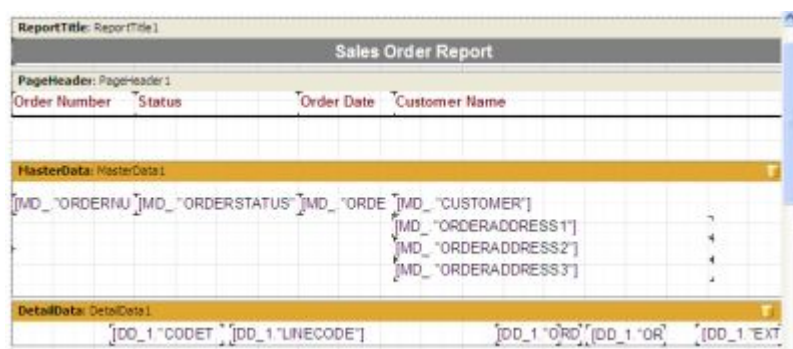 ReportTitle: ReportTitle1
Sales Order Report
PageHeader: PageHeader1
Order Number Status Order Date Customer Name
MasterData: MasterData1
[MD_."ORDERNU [MD_."ORDERSTATUS" [MD_."ORDE [MD_."CUSTOMER"]
[MD_."ORDERADDRESS1"]
[MD_."ORDERADDRESS2"]
[MD_."ORDERADDRESS3"]
DetailData: DetailData1
[DD_1."CODET [DD_1."LINECODE"] [DD_1."ORD [DD_1."OR [DD_1."EXT